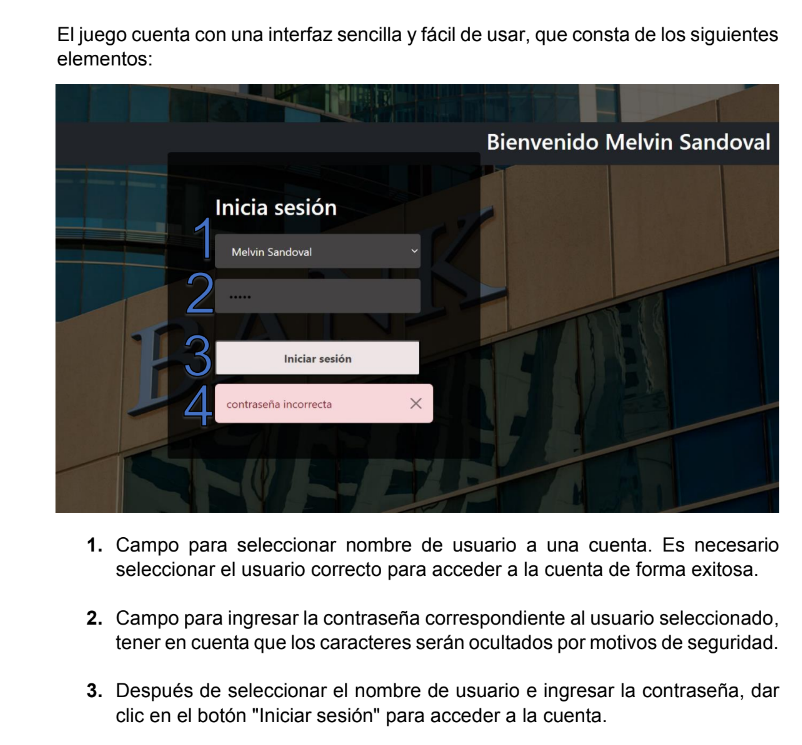 El juego cuenta con una interfaz sencilla y fácil de usar, que consta de los siguientes
elementos:
Bienvenido Melvin Sandoval
Inicia sesión
1
Melvin Sandoval
2
•••••
3
Iniciar sesión
4
contraseña incorrecta
BANK
1. Campo para seleccionar nombre de usuario a una cuenta. Es necesario
seleccionar el usuario correcto para acceder a la cuenta de forma exitosa.
2. Campo para ingresar la contraseña correspondiente al usuario seleccionado,
tener en cuenta que los caracteres serán ocultados por motivos de seguridad.
3. Después de seleccionar el nombre de usuario e ingresar la contraseña, dar
clic en el botón "Iniciar sesión" para acceder a la cuenta.